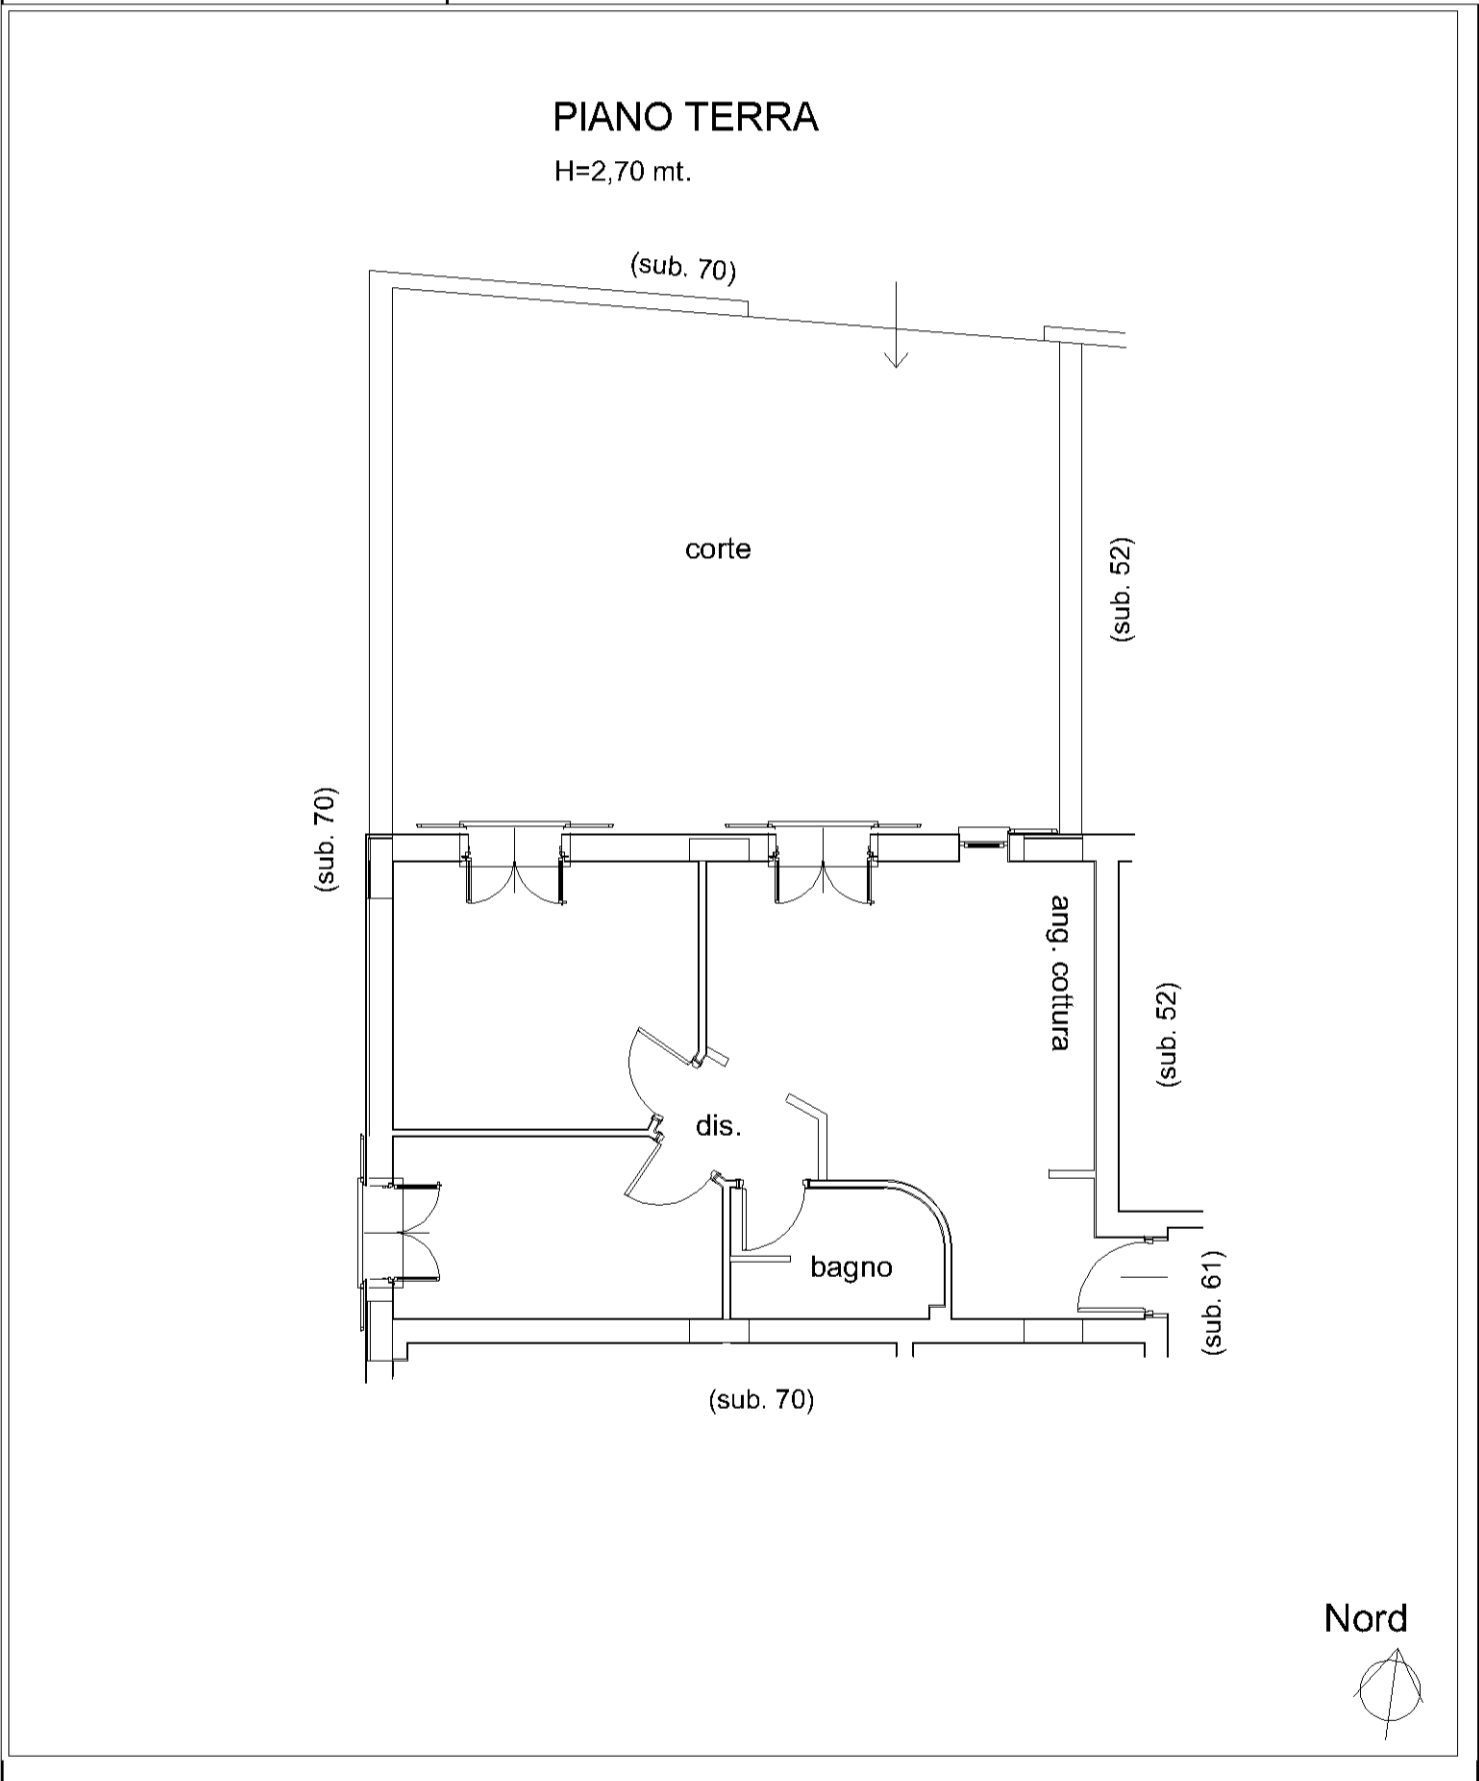 PIANO TERRA
H=2,70 mt.
(sub. 70)
corte
(sub. 52)
(sub. 70)
ang. cottura
(sub. 52)
dis.
bagno
(sub. 61)
(sub. 70)
Nord